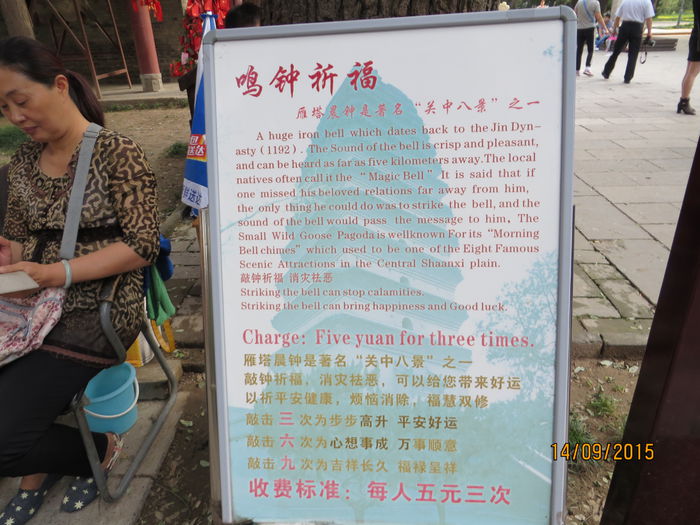 鸣钟祈福
雁塔晨钟是著名“关中八景”之一
A huge iron bell which dates back to the Jin Dyn-
asty (1192). The Sound of the bell is crisp and pleasant,
and can be heard as far as five kilometers away.The local
natives often call it the “Magic Bell” It is said that if
one missed his beloved relations far away from him,
the only thing he could do was to strike the bell, and the
sound of the bell would pass the message to him, The
Small Wild Goose Pagoda is wellknown For its “Morning
Bell chimes” which used to be one of the Eight Famous
Scenic Attractions in the Central Shaanxi plain.
敲钟祈福 消灾祛恶
Striking the bell can stop calamities.
Striking the bell can bring happiness and Good luck.
Charge: Five yuan for three times.
雁塔晨钟是著名“关中八景”之一
敲钟祈福，消灾祛恶，可以给您带来好运
以祈平安健康，烦恼消除，福慧双修
敲击 三 次为步步高升 平安好运
敲击 六 次为心想事成 万事顺意
敲击 九 次为吉祥长久 福禄呈祥
收费标准：每人五元三次
14/09/2015